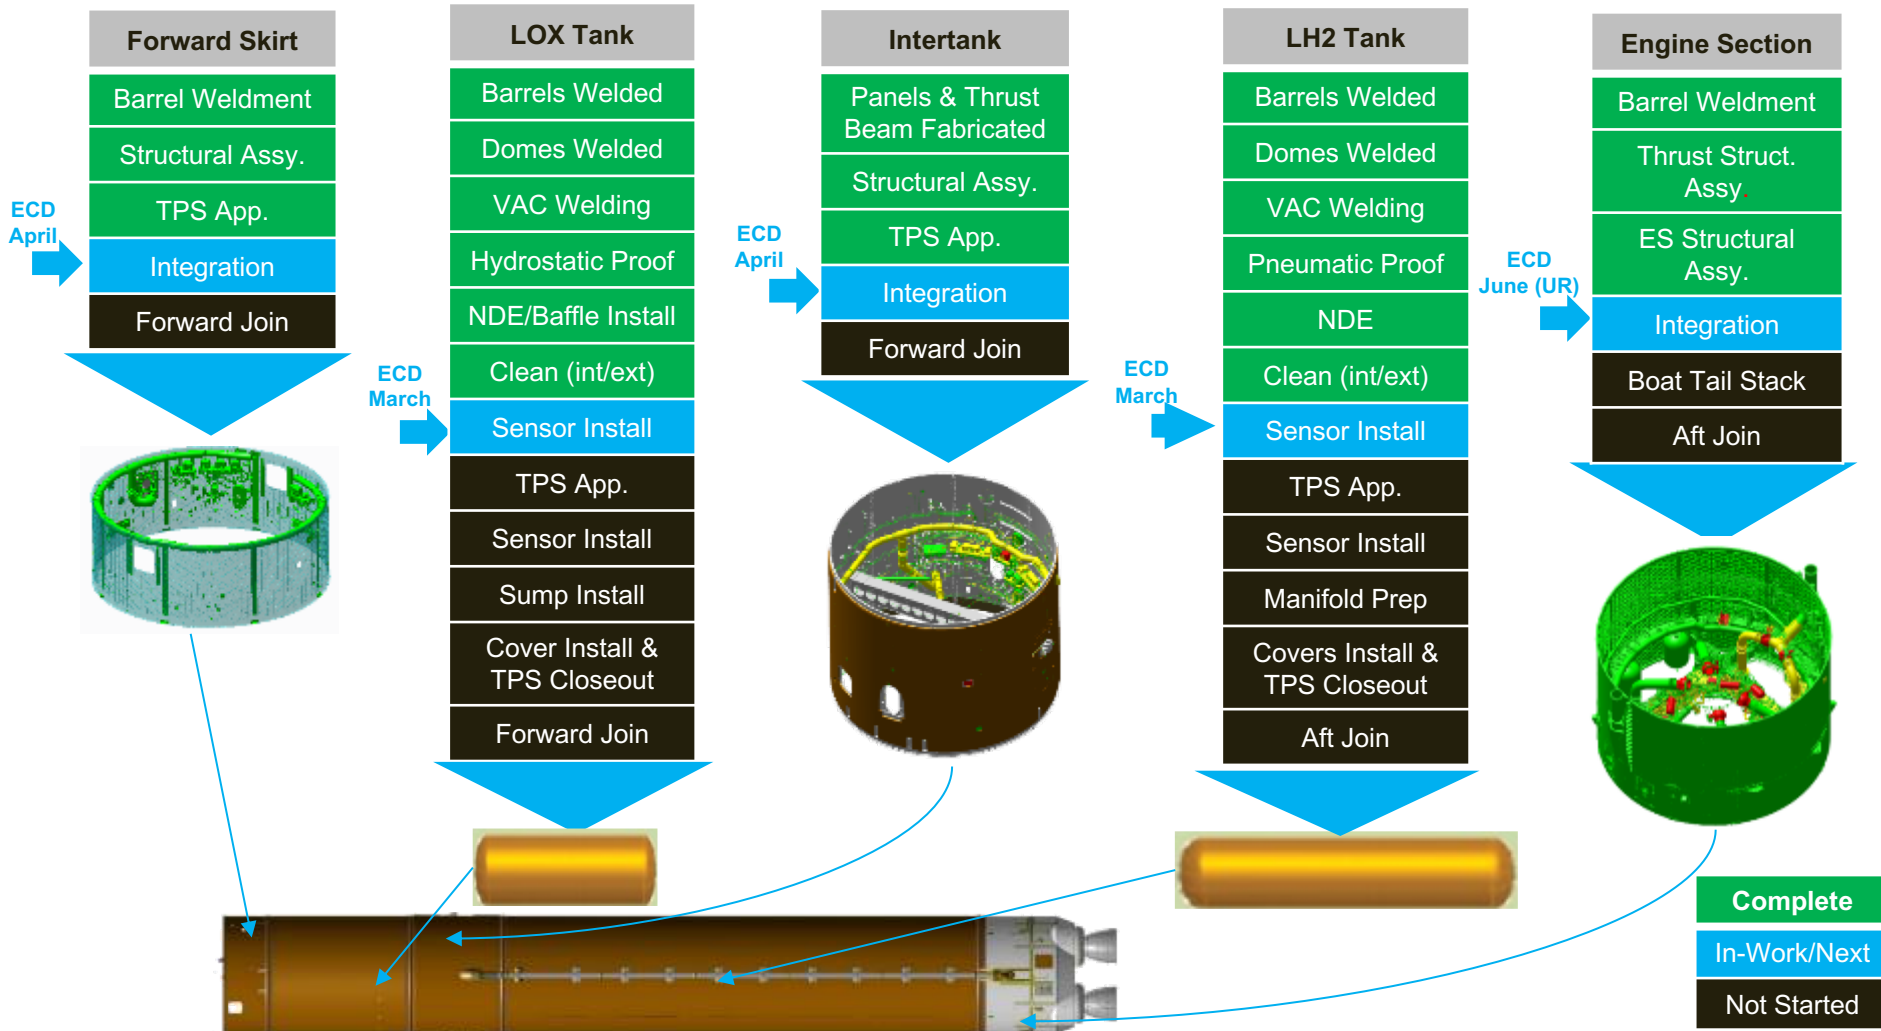 Forward Skirt
Barrel Weldment
Structural Assy.
TPS App.
ECD
April
Integration
Forward Join
LOX Tank
Barrels Welded
Domes Welded
VAC Welding
Hydrostatic Proof
NDE/Baffle Install
Clean (int/ext)
ECD
March
Sensor Install
TPS App.
Sensor Install
Sump Install
Cover Install &
TPS Closeout
Forward Join
Intertank
Panels & Thrust
Beam Fabricated
Structural Assy.
TPS App.
ECD
April
Integration
Forward Join
LH2 Tank
Barrels Welded
Domes Welded
VAC Welding
Pneumatic Proof
NDE
Clean (int/ext)
ECD
March
Sensor Install
TPS App.
Sensor Install
Manifold Prep
Covers Install &
TPS Closeout
Aft Join
Engine Section
Barrel Weldment
Thrust Struct.
Assy.
ES Structural
Assy.
ECD
June (UR)
Integration
Boat Tail Stack
Aft Join
Complete
In-Work/Next
Not Started